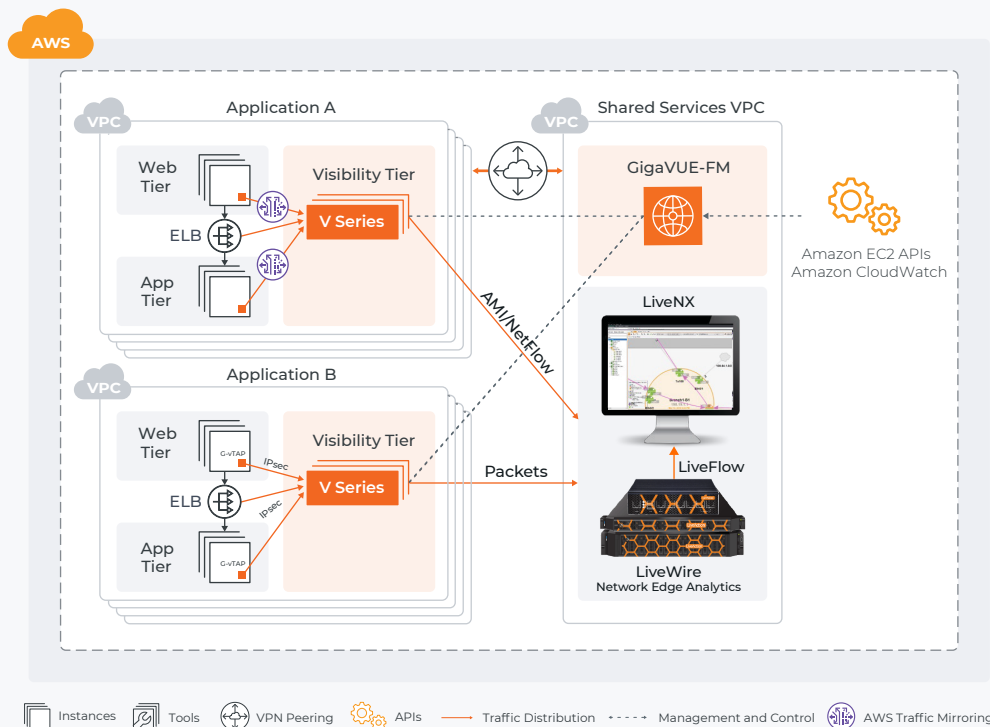 AWS
Application A
Shared Services VPC
VPC
VPC
Web
Tier
Visibility Tier
V Series
ELB
App
Tier
GigaVUE-FM
Amazon EC2 APIs
Amazon CloudWatch
LiveNX
AMI/NetFlow
VPC
Application B
Web
Tier
G-vTAP
IPsec
Visibility Tier
V Series
ELB
IPsec
App
Tier
G-vTAP
Packets
LiveFlow
LiveWire
Network Edge Analytics
Instances
Tools
VPN Peering
APIs
Traffic Distribution
Management and Control
AWS Traffic Mirroring